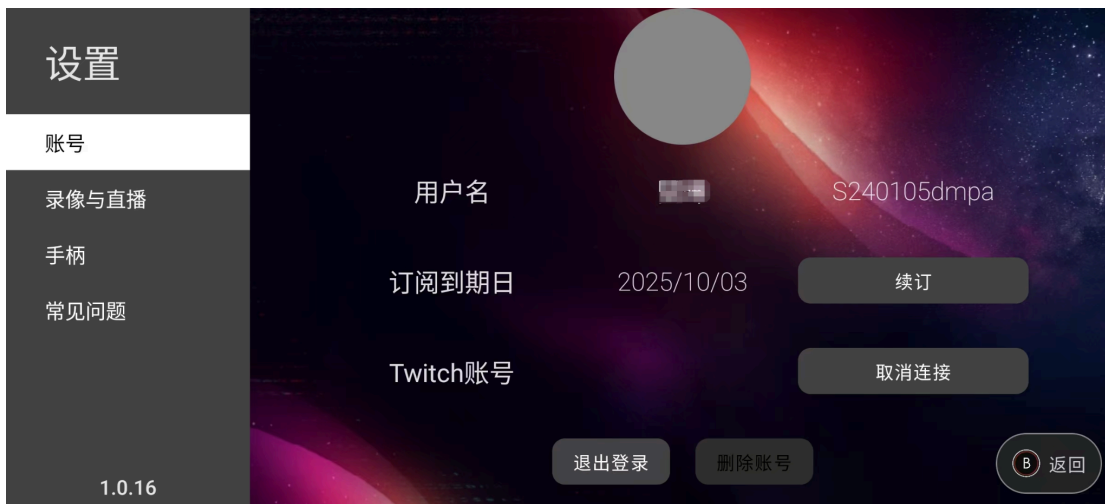 设置
账号
录像与直播
手柄
常见问题
1.0.16
用户名 S240105dmpa
订阅到期日 2025/10/03 续订
Twitch账号 取消连接
退出登录 删除账号
B 返回